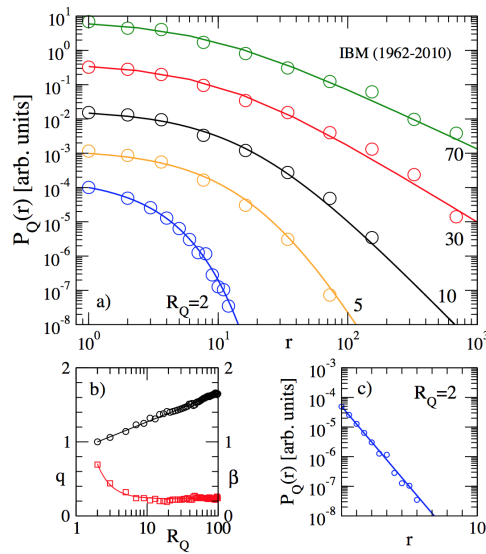 10^1
10^0
10^-1
10^-2
10^-3
10^-4
10^-5
10^-6
10^-7
10^-8
P_Q(r) [arb. units]
IBM (1962-2010)
70
30
10
5
a)
R_Q=2
10^0
10^1
r
10^2
10^3
b)
2
1
0
q
2
1
0
β
1
10
100
R_Q
c)
R_Q=2
10^-3
10^-4
10^-5
10^-6
10^-7
10^-8
P_Q(r) [arb. units]
r
10